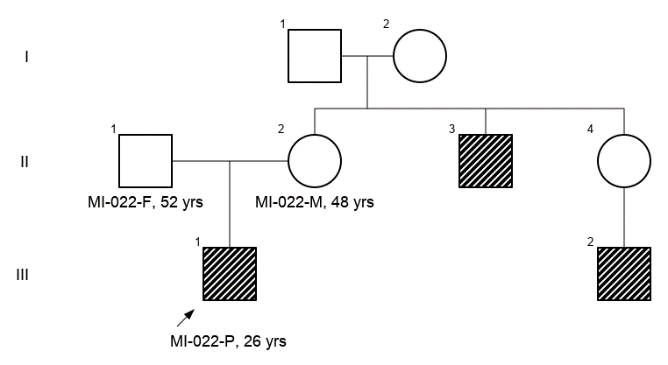 1 2
I
1 2 3 4
II
MI-022-F, 52 yrs MI-022-M, 48 yrs
1 2
III
MI-022-P, 26 yrs